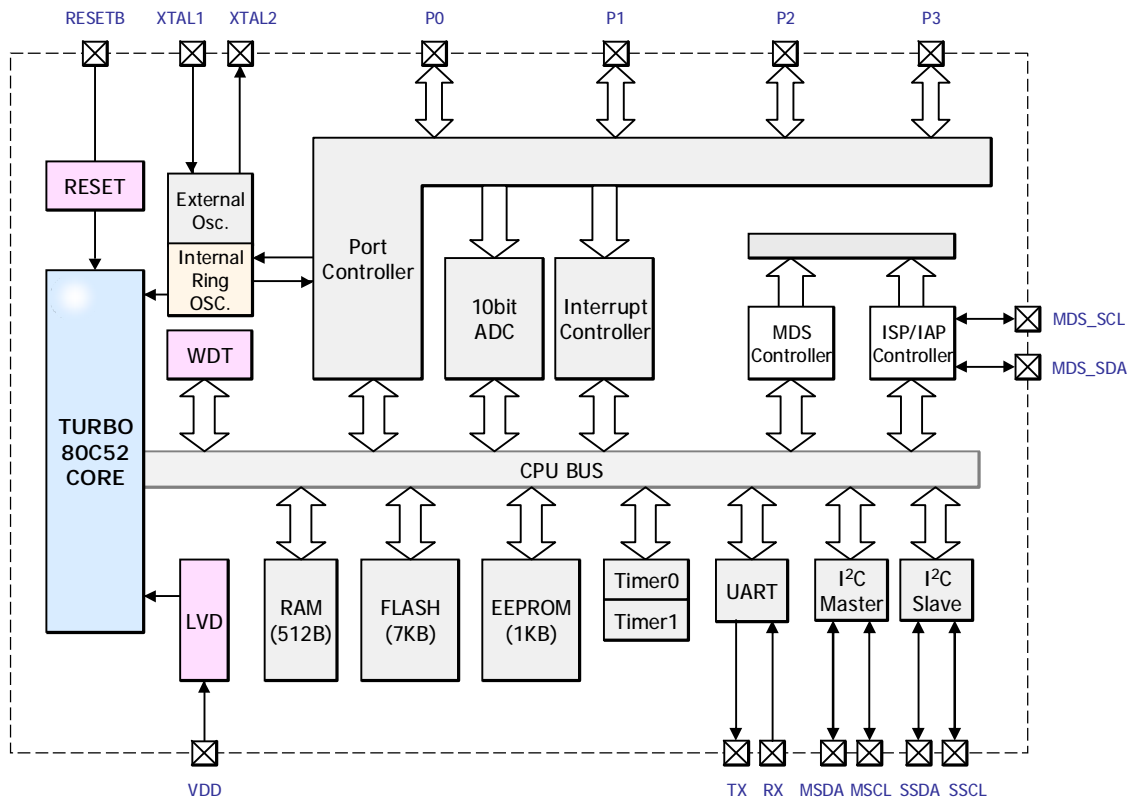 RESETB XTAL1 XTAL2 P0 P1 P2 P3
RESET
External
Osc.
Internal
Ring
OSC.
Port
Controller
10bit
ADC
Interrupt
Controller
MDS
Controller
ISP/IAP
Controller
MDS_SCL
MDS_SDA
WDT
TURBO
80C52
CORE
CPU BUS
LVD
RAM
(512B)
FLASH
(7KB)
EEPROM
(1KB)
Timer0
Timer1
UART
I²C
Master
I²C
Slave
VDD TX RX MSDA MSCL SSDA SSCL